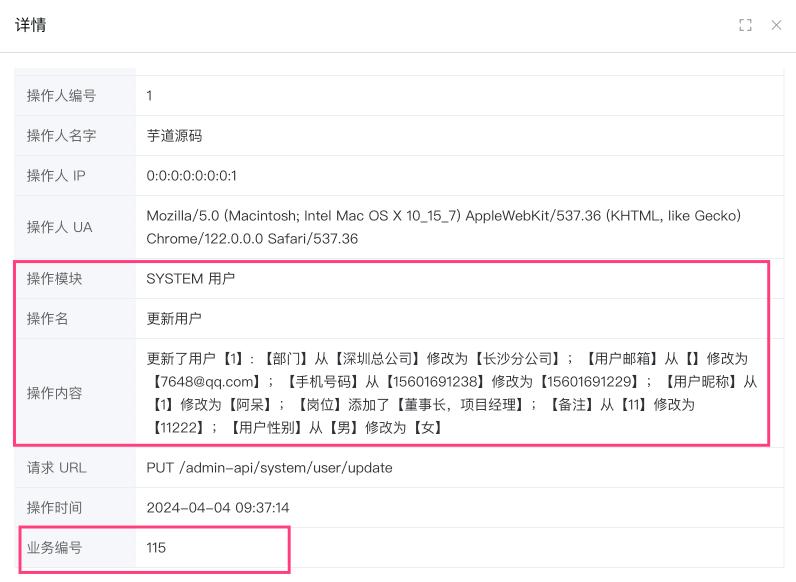 详情
操作人编号 1
操作人名字 芋道源码
操作人 IP 0:0:0:0:0:0:0:1
操作人 UA Mozilla/5.0 (Macintosh; Intel Mac OS X 10_15_7) AppleWebKit/537.36 (KHTML, like Gecko)
Chrome/122.0.0.0 Safari/537.36
操作模块 SYSTEM 用户
操作名 更新用户
操作内容 更新了用户【1】: 【部门】从【深圳总公司】修改为【长沙分公司】; 【用户邮箱】从【】修改为
【7648@qq.com】; 【手机号码】从【15601691238】修改为【15601691229】; 【用户昵称】从
【1】修改为【阿呆】; 【岗位】添加了【董事长，项目经理】; 【备注】从【11】修改为
【11222】; 【用户性别】从【男】修改为【女】
请求 URL PUT /admin-api/system/user/update
操作时间 2024-04-04 09:37:14
业务编号 115